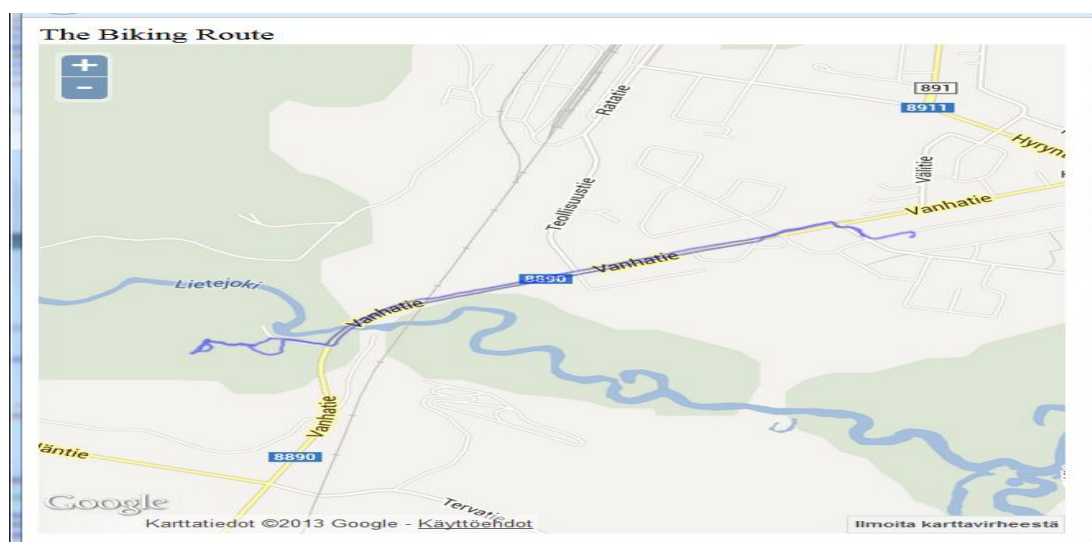 The Biking Route
+
−
891
8911
Ratatie
Hyryn
Välitie
Teollisuustie
Vanhatie
Vanhatie
8890
Lietejoki
Vanhatie
Vanhatie
8890
äntie
Tervatie
Google
Karttatiedot ©2013 Google - Käyttöehdot
Ilmoita karttavirheestä